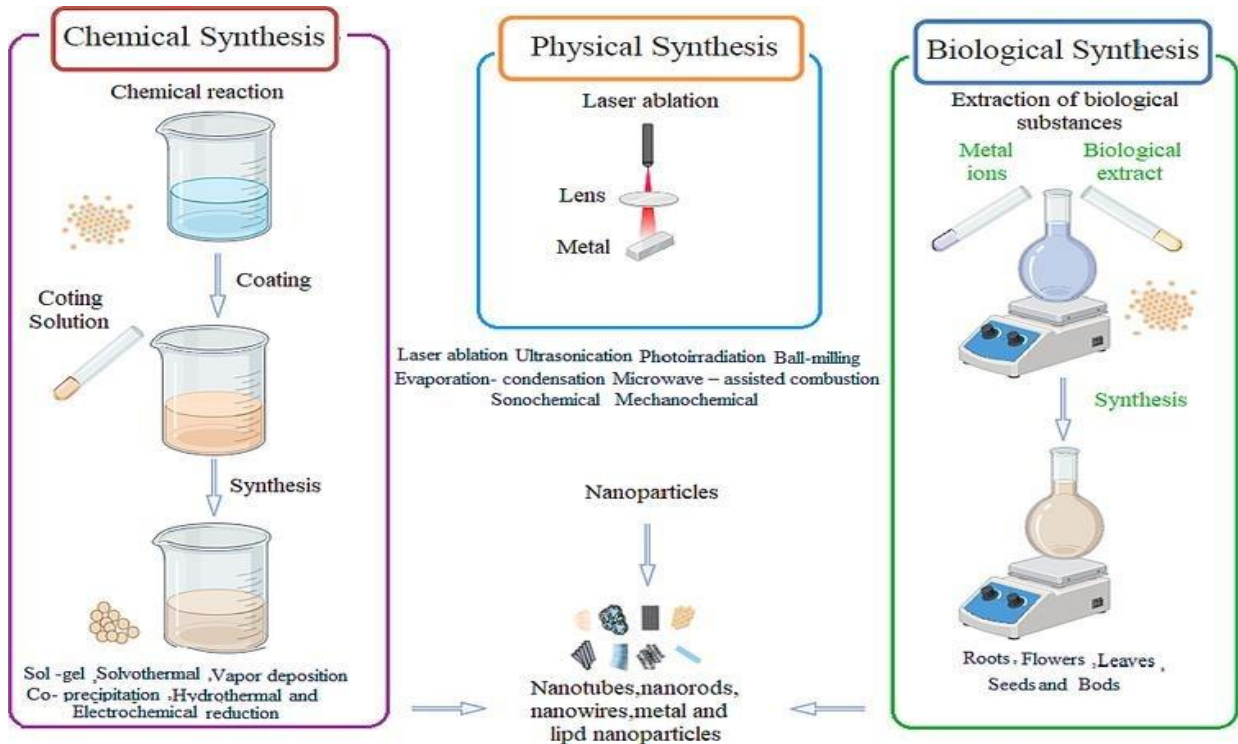 Chemical Synthesis
Chemical reaction
Coating
Coting
Solution
Synthesis
Sol -gel ,Solvothermal ,Vapor deposition
Co- precipitation ,Hydrothermal and
Electrochemical reduction
Physical Synthesis
Laser ablation
Lens
Metal
Laser ablation Ultrasonication Photoirradiation Ball-milling
Evaporation- condensation Microwave – assisted combustion
Sonochemical Mechanochemical
Nanoparticles
Nanotubes,nanorods,
nanowires,metal and
lipd nanoparticles
Biological Synthesis
Extraction of biological
substances
Metal
ions
Biological
extract
Synthesis
Roots, Flowers ,Leaves ,
Seeds and Bods